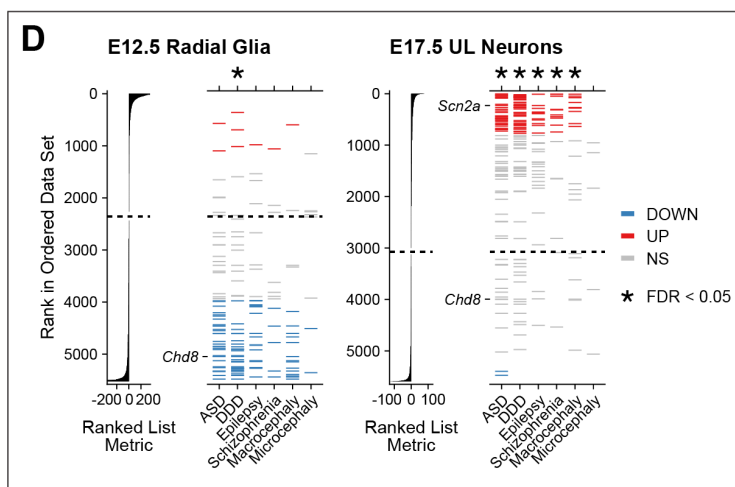 D
E12.5 Radial Glia
E17.5 UL Neurons
*
* * * * *
Rank in Ordered Data Set
0
1000
2000
3000
4000
5000
Chd8
-200 0 200
Ranked List
Metric
ASD
DDD
Epilepsy
Schizophrenia
Macrocephaly
Microcephaly
0
1000
2000
3000
4000
5000
Scn2a
Chd8
-100 0 100
Ranked List
Metric
ASD
DDD
Epilepsy
Schizophrenia
Macrocephaly
Microcephaly
DOWN
UP
NS
* FDR < 0.05